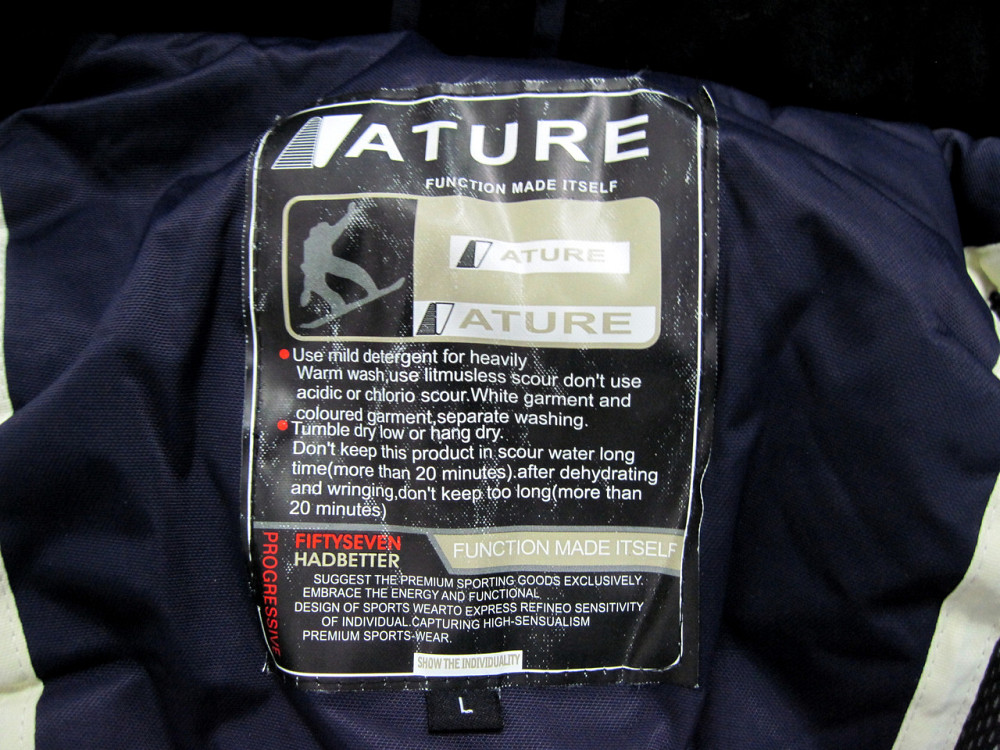 ATURE
FUNCTION MADE ITSELF
ATURE
ATURE
Use mild detergent for heavily
Warm wash,use litmusless scour don't use
acidic or chlorio scour.White garment and
coloured garment,separate washing.
Tumble dry low or hang dry.
Don't keep this product in scour water long
time(more than 20 minutes).after dehydrating
and wringing,don't keep too long(more than
20 minutes)
PROGRESSIVE
FIFTYSEVEN
HADBETTER
FUNCTION MADE ITSELF
SUGGEST THE PREMIUM SPORTING GOODS EXCLUSIVELY.
EMBRACE THE ENERGY AND FUNCTIONAL
DESIGN OF SPORTS WEARTO EXPRESS REFINEO SENSITIVITY
OF INDIVIDUAL.CAPTURING HIGH-SENSUALISM
PREMIUM SPORTS-WEAR.
SHOW THE INDIVIDUALITY
L